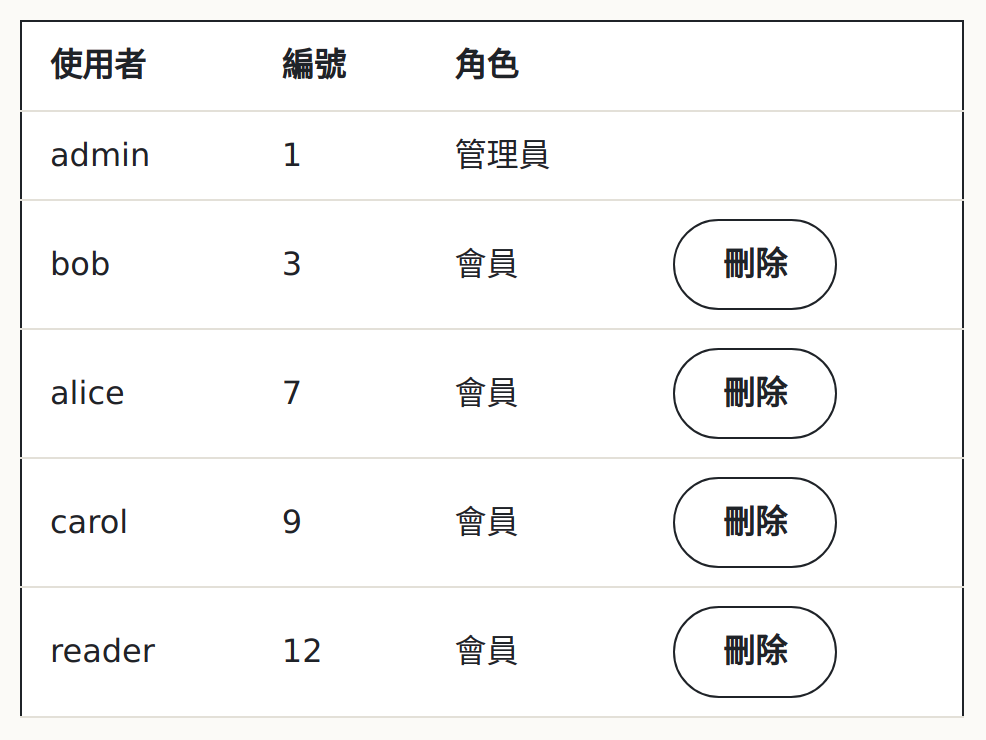 使用者 編號 角色
admin 1 管理員
bob 3 會員 刪除
alice 7 會員 刪除
carol 9 會員 刪除
reader 12 會員 刪除